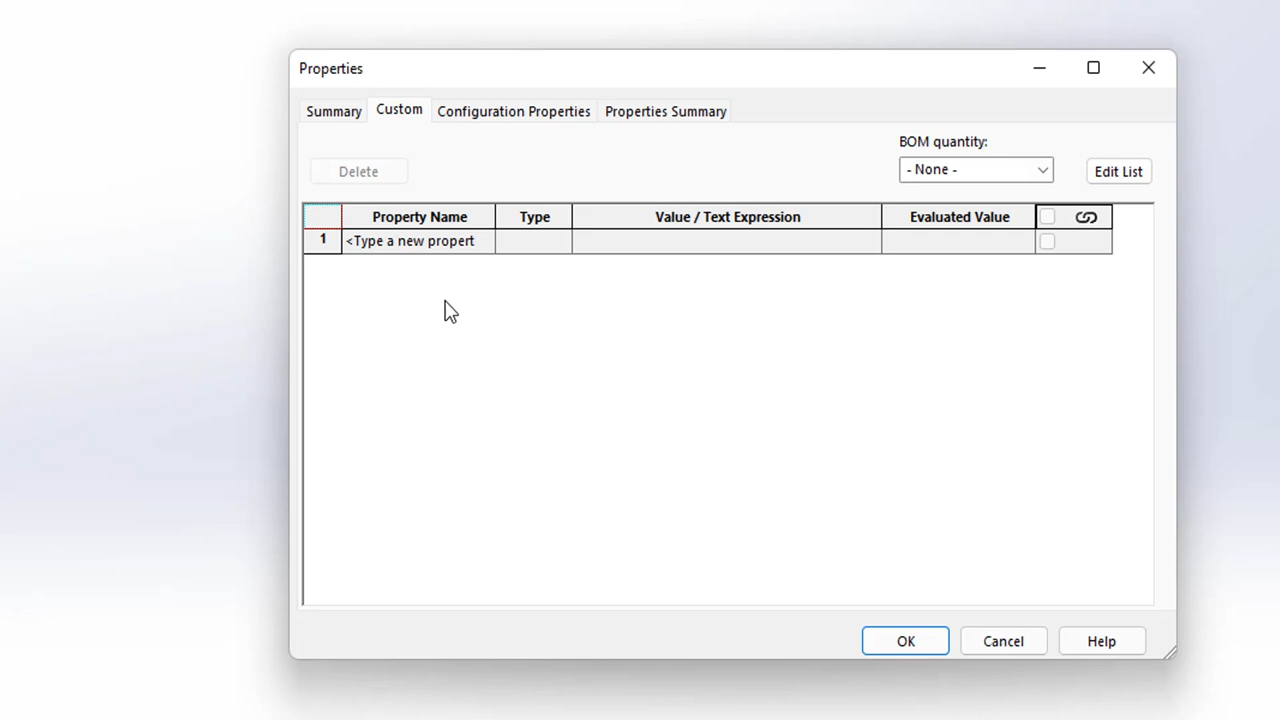 Properties
Summary Custom Configuration Properties Properties Summary
BOM quantity:
Delete - None - Edit List
Property Name Type Value / Text Expression Evaluated Value
1 <Type a new propert
OK Cancel Help